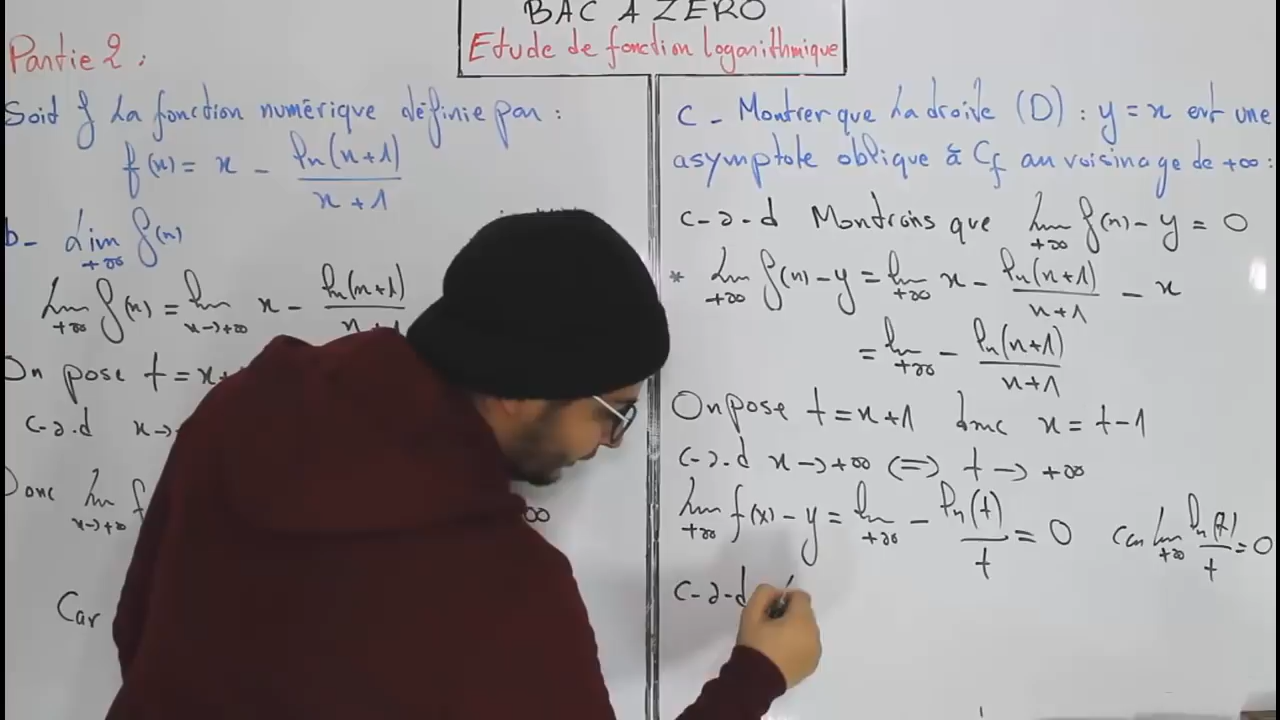 BAC A ZERO
Etude de fonction logarithmique
Partie 2 :
Soit f la fonction numérique définie par :
f(x) = x - ln(x+1) / x+1
b- Lim f(x) +∞
lim +∞ f(x) = lim x→+∞ x - ln(x+1) / x+1
On pose t = x+
c-à-d x→
Donc lim x→+∞ f
∞
Car
C - Montrer que la droite (D) : y = x est une
asymptote oblique à Cf au voisinage de +∞ :
c-à-d Montrons que lim +∞ f(x) - y = 0
* lim +∞ f(x) - y = lim +∞ x - ln(x+1) / x+1 - x
= lim +∞ - ln(x+1) / x+1
On pose t = x+1 donc x = t-1
c-à-d x→+∞ (=) t→+∞
lim +∞ f(x) - y = lim +∞ - ln(t) / t = 0 car lim +∞ ln(t) / t = 0
c-à-d